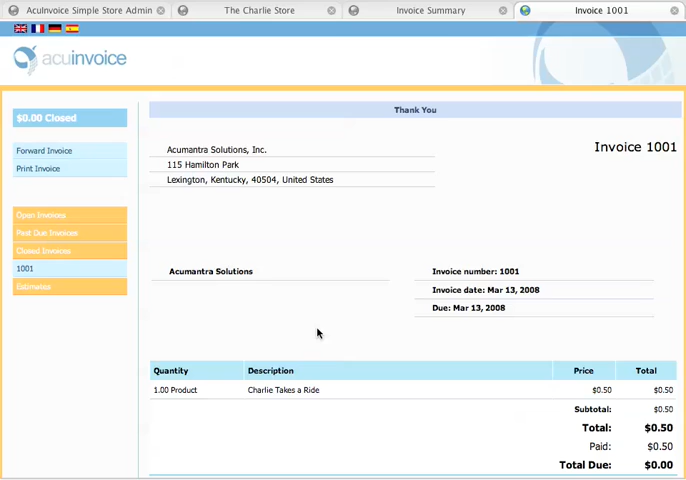 AcuInvoice Simple Store Admin
The Charlie Store
Invoice Summary
Invoice 1001
acuinvoice
$0.00 Closed
Thank You
Forward Invoice
Print Invoice
Acumantra Solutions, Inc.
115 Hamilton Park
Lexington, Kentucky, 40504, United States
Invoice 1001
Open Invoices
Past Due Invoices
Closed Invoices
1001
Estimates
Acumantra Solutions
Invoice number: 1001
Invoice date: Mar 13, 2008
Due: Mar 13, 2008
Quantity Description Price Total
1.00 Product Charlie Takes a Ride $0.50 $0.50
Subtotal: $0.50
Total: $0.50
Paid: $0.50
Total Due: $0.00